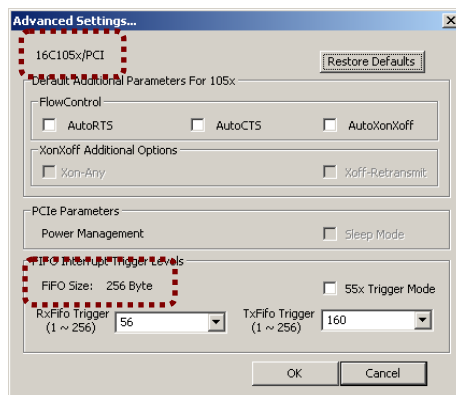 Advanced Settings...
16C105x/PCI
Restore Defaults
Default Additional Parameters For 105x
FlowControl
AutoRTS AutoCTS AutoXonXoff
XonXoff Additional Options
Xon-Any Xoff-Retransmit
PCIe Parameters
Power Management Sleep Mode
FIFO Interrupt Trigger Levels
FiFO Size: 256 Byte 55x Trigger Mode
RxFifo Trigger 56 TxFifo Trigger 160
(1 ~ 256) (1 ~ 256)
OK Cancel